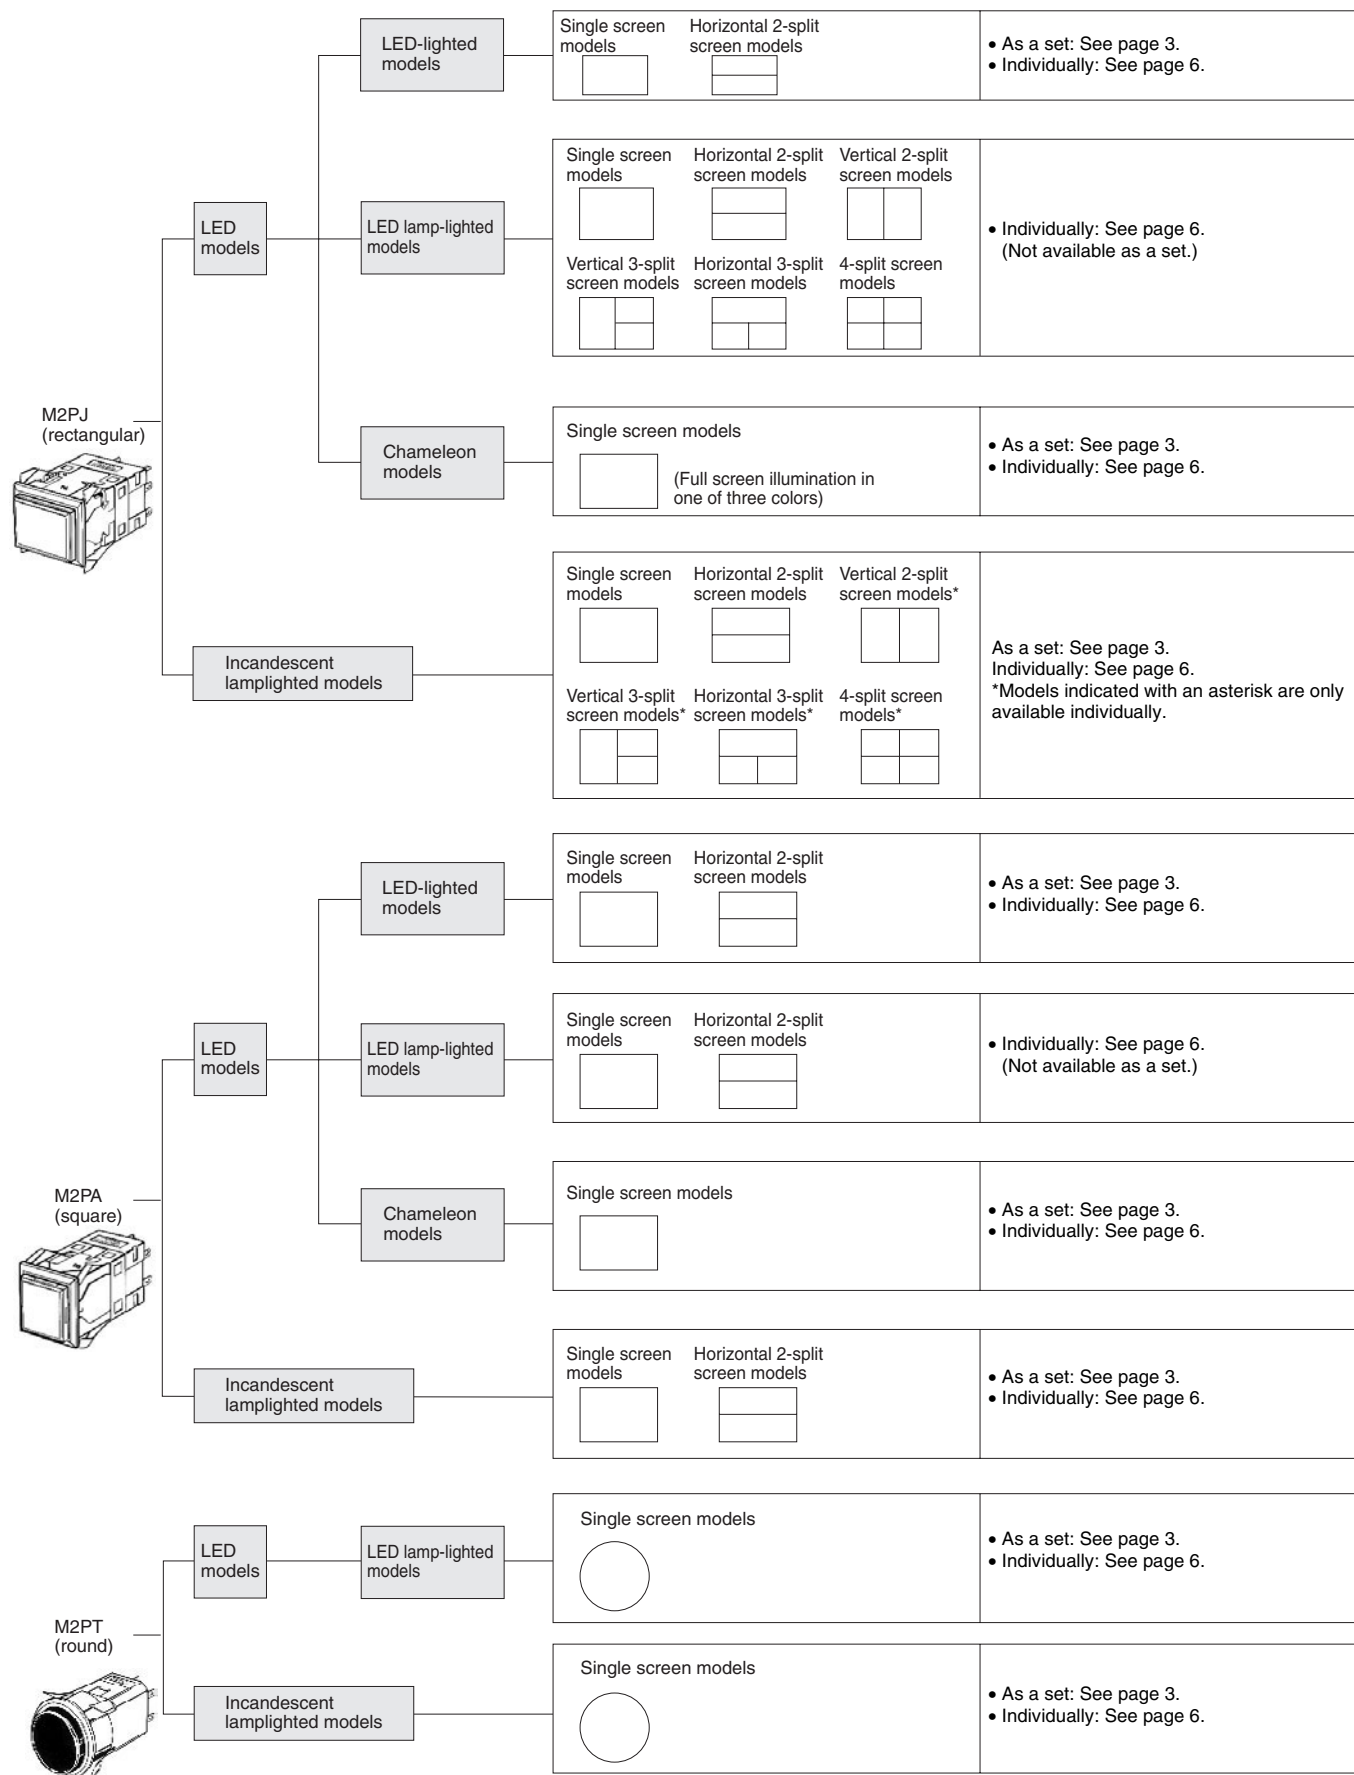 LED-lighted
models
Single screen
models
Horizontal 2-split
screen models
• As a set: See page 3.
• Individually: See page 6.
LED
models
LED lamp-lighted
models
Single screen
models
Horizontal 2-split
screen models
Vertical 2-split
screen models
Vertical 3-split
screen models
Horizontal 3-split
screen models
4-split screen
models
• Individually: See page 6.
(Not available as a set.)
M2PJ
(rectangular)
Chameleon
models
Single screen models
(Full screen illumination in
one of three colors)
• As a set: See page 3.
• Individually: See page 6.
Incandescent
lamplighted models
Single screen
models
Horizontal 2-split
screen models
Vertical 2-split
screen models*
Vertical 3-split
screen models*
Horizontal 3-split
screen models*
4-split screen
models*
As a set: See page 3.
Individually: See page 6.
*Models indicated with an asterisk are only
available individually.
LED-lighted
models
Single screen
models
Horizontal 2-split
screen models
• As a set: See page 3.
• Individually: See page 6.
LED
models
LED lamp-lighted
models
Single screen
models
Horizontal 2-split
screen models
• Individually: See page 6.
(Not available as a set.)
M2PA
(square)
Chameleon
models
Single screen models
• As a set: See page 3.
• Individually: See page 6.
Incandescent
lamplighted models
Single screen
models
Horizontal 2-split
screen models
• As a set: See page 3.
• Individually: See page 6.
LED
models
LED lamp-lighted
models
Single screen models
• As a set: See page 3.
• Individually: See page 6.
M2PT
(round)
Incandescent
lamplighted models
Single screen models
• As a set: See page 3.
• Individually: See page 6.